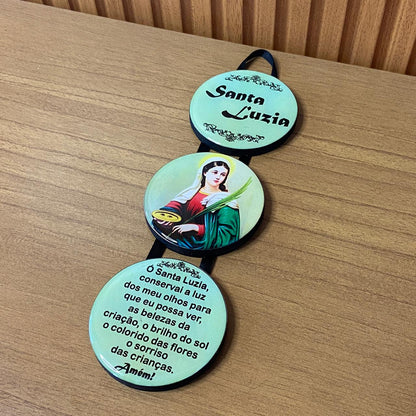 Santa
Luzia
Ó Santa Luzia,
conservai a luz
dos meu olhos para
que eu possa ver,
as belezas da
criação, o brilho do sol
o colorido das flores
o sorriso
das crianças.
Amém!